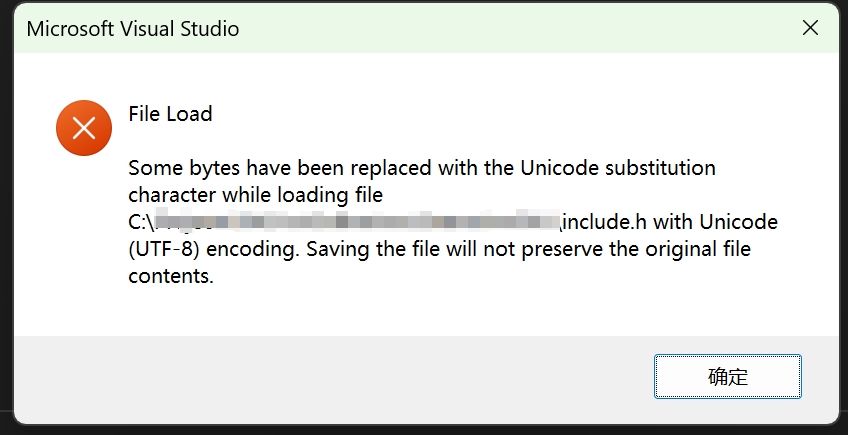 Microsoft Visual Studio
File Load
Some bytes have been replaced with the Unicode substitution
character while loading file
C:\ \include.h with Unicode
(UTF-8) encoding. Saving the file will not preserve the original file
contents.
确定